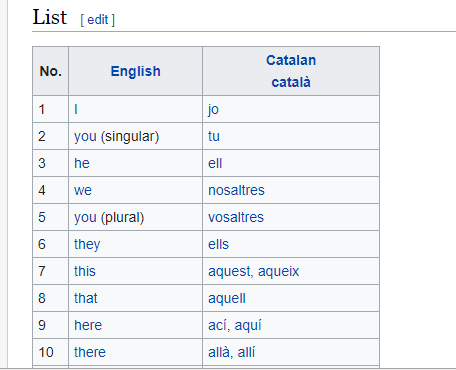 List [ edit ]
No. English Catalan
català
1 I jo
2 you (singular) tu
3 he ell
4 we nosaltres
5 you (plural) vosaltres
6 they ells
7 this aquest, aqueix
8 that aquell
9 here ací, aquí
10 there allà, allí